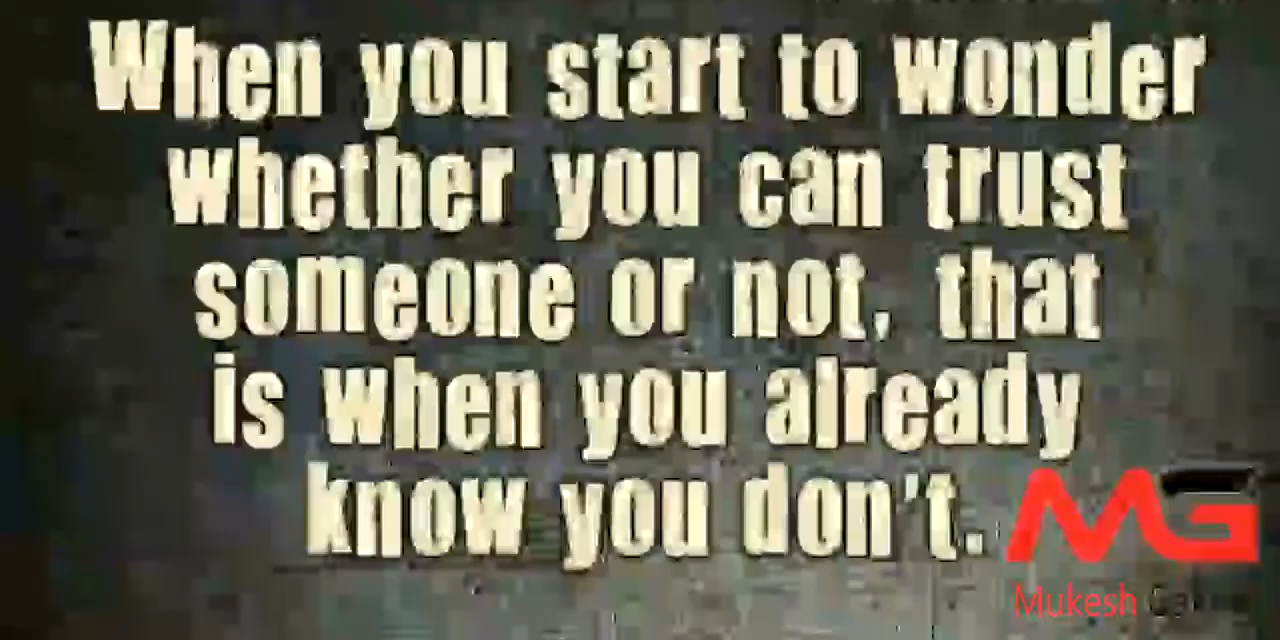 When you start to wonder
whether you can trust
someone or not, that
is when you already
know you don't.
MG
Mukesh